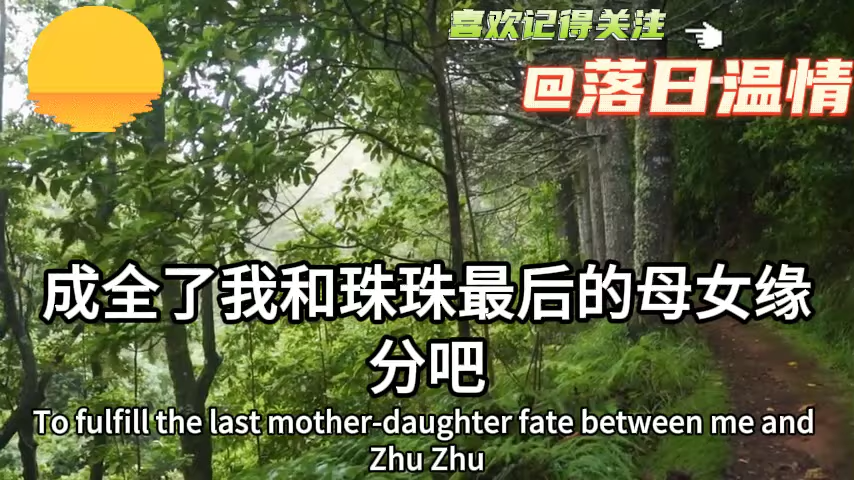 喜欢记得关注
@落日温情
成全了我和珠珠最后的母女缘
分吧
To fulfill the last mother-daughter fate between me and
Zhu Zhu